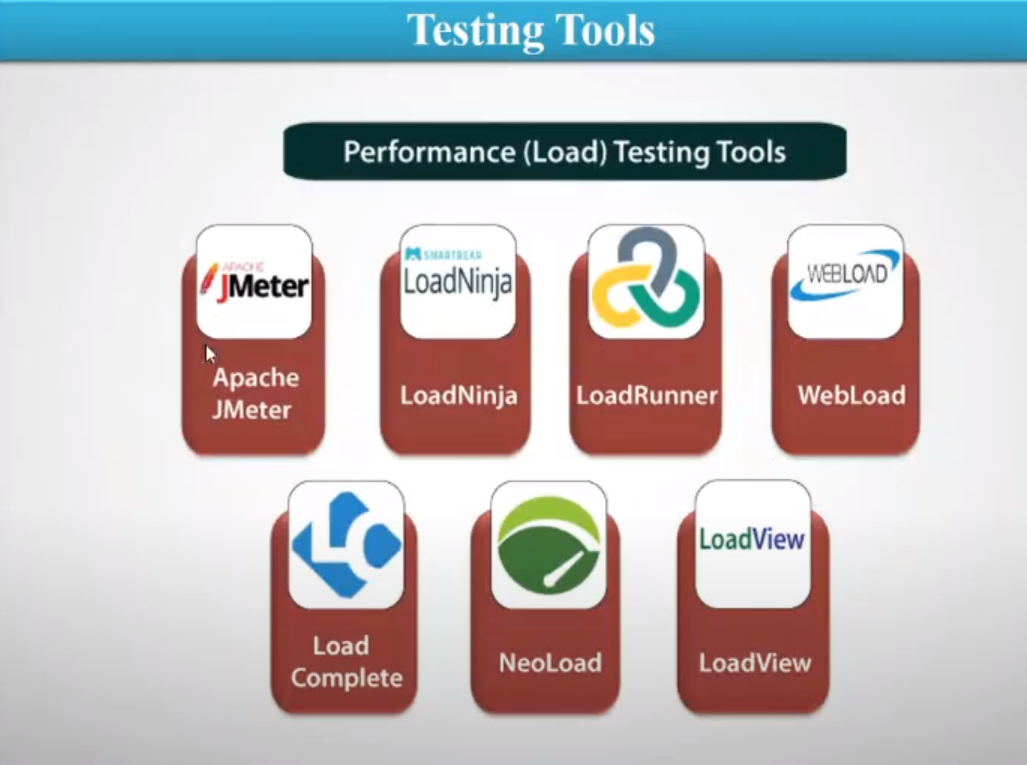 Testing Tools
Performance (Load) Testing Tools
APACHE
JMeter
SMARTBEAR
LoadNinja
WEBLOAD
Apache
JMeter
LoadNinja
LoadRunner
WebLoad
LC
LoadView
Load
Complete
NeoLoad
LoadView